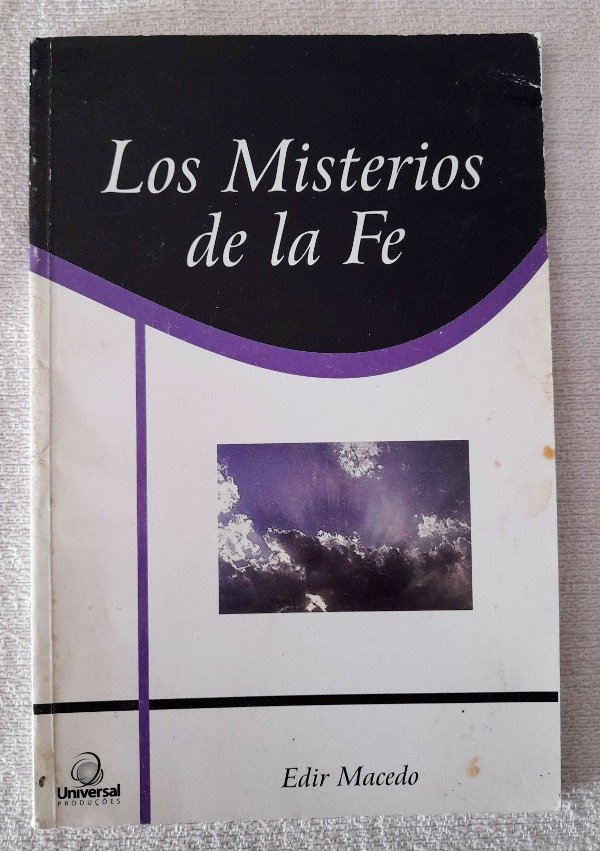 Los Misterios
de la Fe
Edir Macedo
Universal
PRODUÇÕES